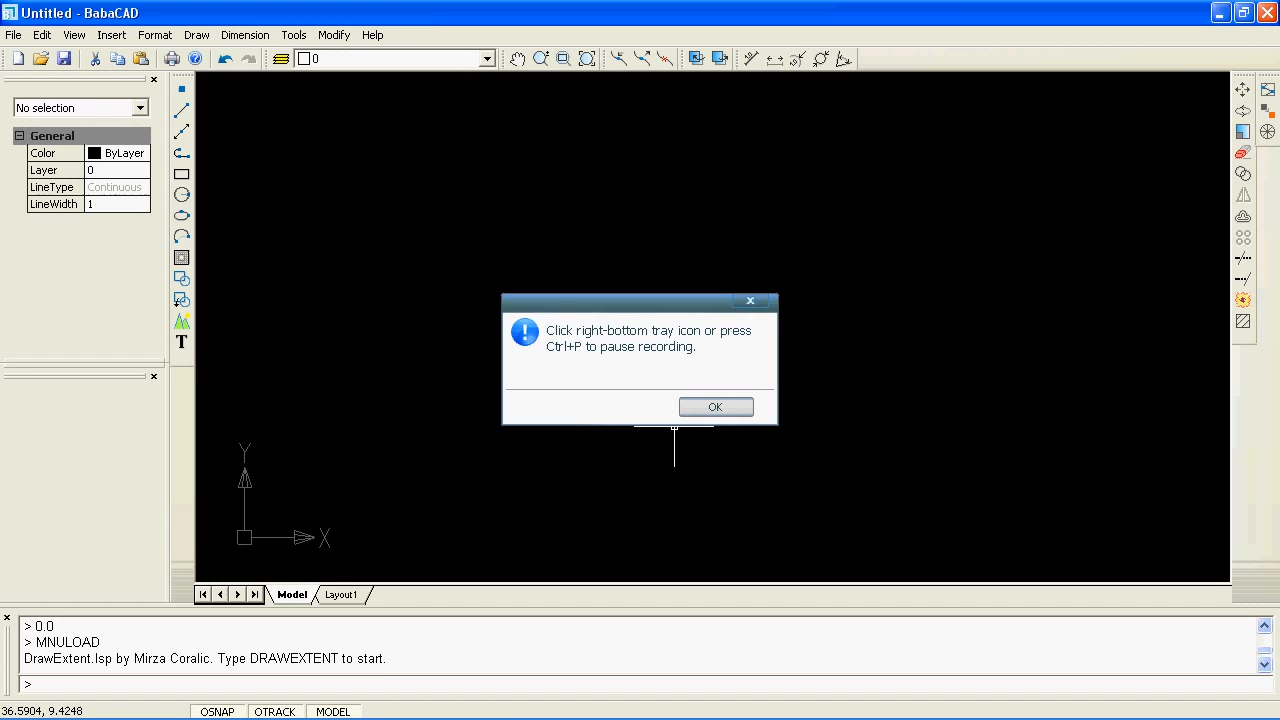 Untitled - BabaCAD
File Edit View Insert Format Draw Dimension Tools Modify Help
0
No selection
General
Color ByLayer
Layer 0
LineType Continuous
LineWidth 1
T
Click right-bottom tray icon or press
Ctrl+P to pause recording.
OK
Y
X
Model Layout1
> 0.0
> MNULOAD
DrawExtent.lsp by Mirza Coralic. Type DRAWEXTENT to start.
>
36.5904, 9.4248 OSNAP OTRACK MODEL